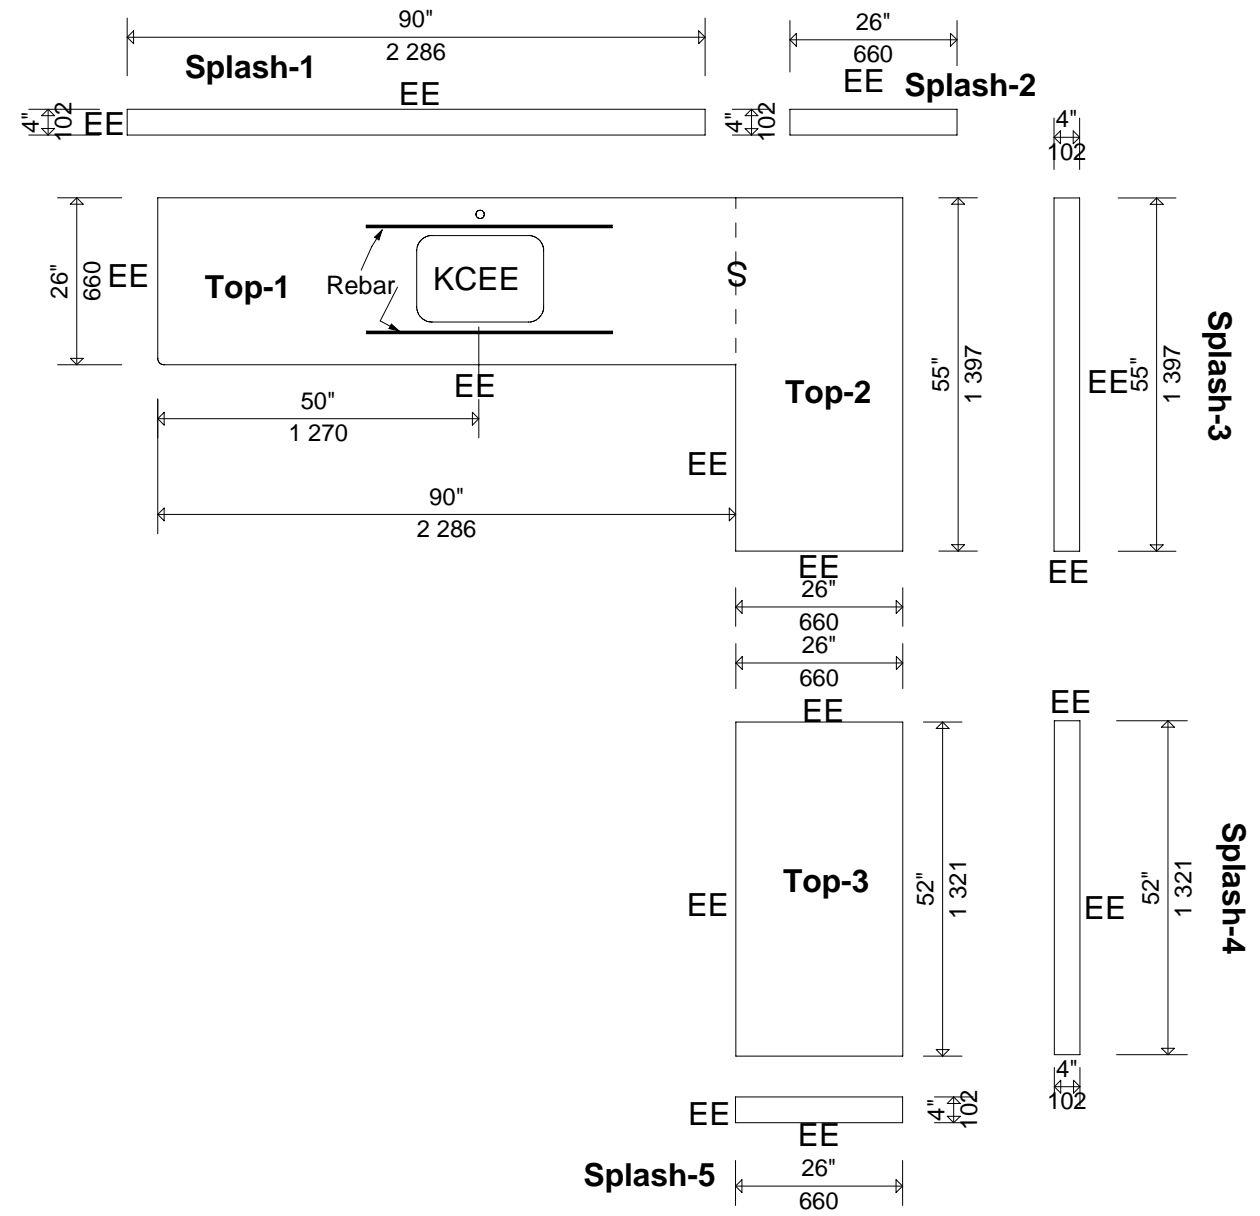 90"
2 286
Splash-1
EE
4"
102
EE
26"
660
EE
Splash-2
4"
102
4"
102
26"
660
EE
Top-1
Rebar
KCEE
S
EE
50"
1 270
90"
2 286
Top-2
EE
55"
1 397
EE
26"
660
EE
55"
1 397
Splash-3
EE
26"
660
EE
Top-3
EE
52"
1 321
EE
EE
52"
1 321
Splash-4
4"
102
EE
EE
4"
102
Splash-5
26"
660